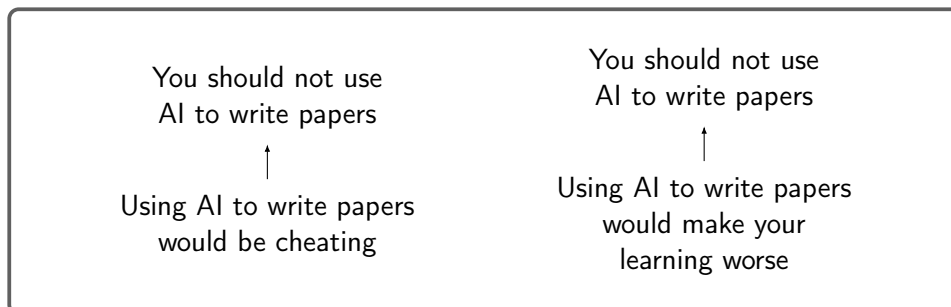 You should not use
AI to write papers
Using AI to write papers
would be cheating
You should not use
AI to write papers
Using AI to write papers
would make your
learning worse